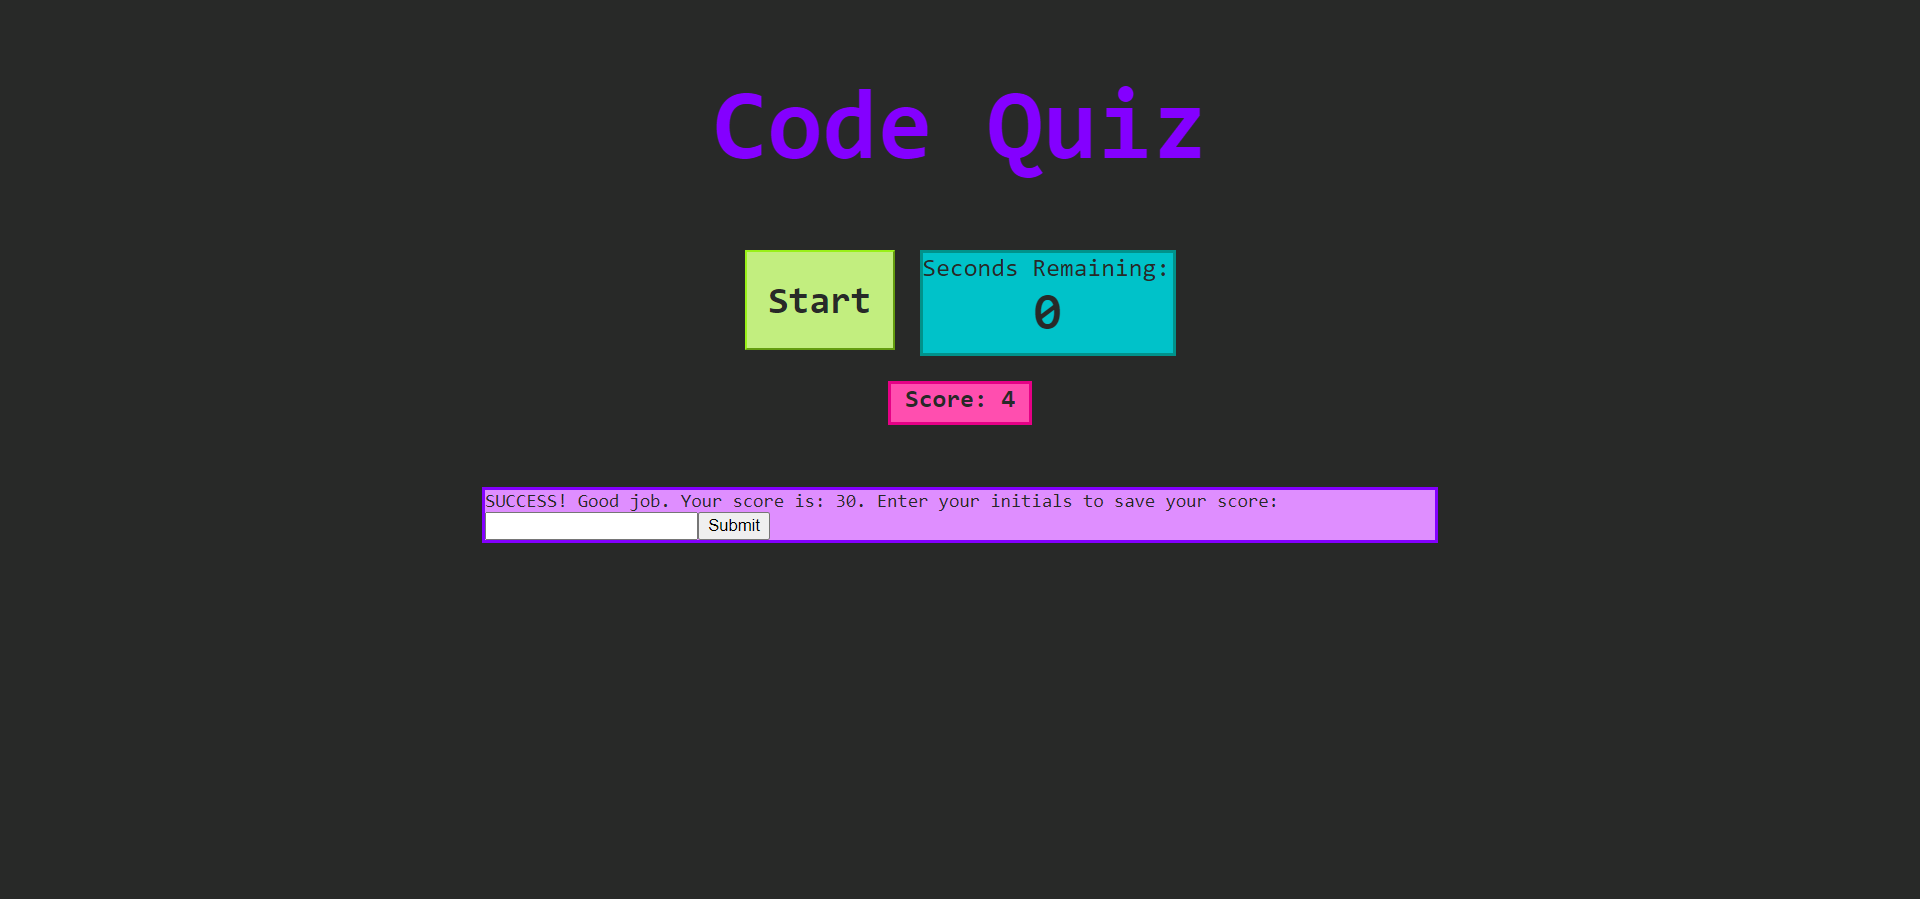 Code Quiz
Start
Seconds Remaining:
0
Score: 4
SUCCESS! Good job. Your score is: 30. Enter your initials to save your score:
Submit